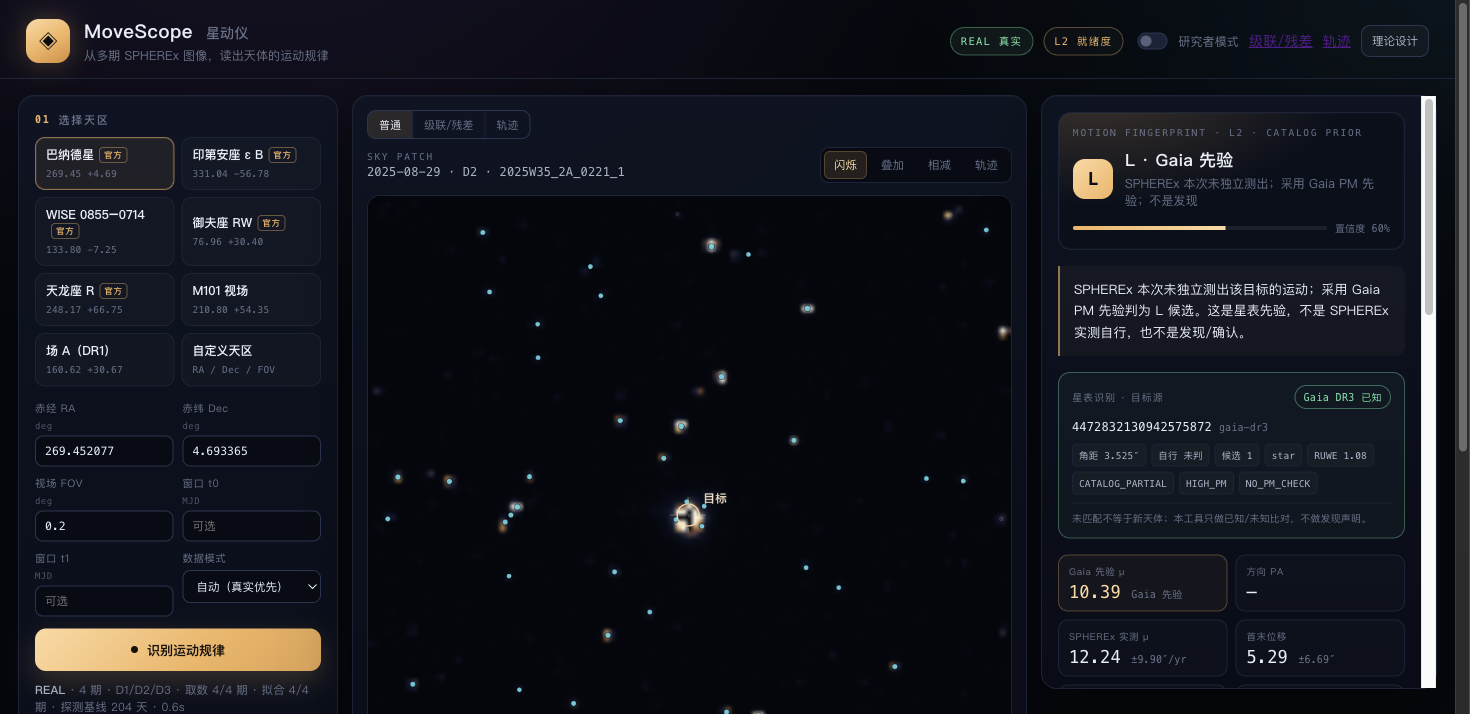 MoveScope 星动仪
从多期 SPHEREx 图像，读出天体的运动规律
REAL 真实
L2 就绪度
研究者模式
级联/残差
轨迹
理论设计
01 选择天区
巴纳德星 官方
269.45 +4.69
印第安座 ε B 官方
331.04 −56.78
WISE 0855−0714
官方
133.80 −7.25
御夫座 RW 官方
76.96 +30.40
天龙座 R 官方
248.17 +66.75
M101 视场
210.80 +54.35
场 A（DR1）
160.62 +30.67
自定义天区
RA / Dec / FOV
赤经 RA
deg
269.452077
赤纬 Dec
deg
4.693365
视场 FOV
deg
0.2
窗口 t0
MJD
可选
窗口 t1
MJD
可选
数据模式
自动（真实优先）
识别运动规律
REAL · 4 期 · D1/D2/D3 · 取数 4/4 期 · 拟合 4/4
期 · 探测基线 204 天 · 0.6s
普通
级联/残差
轨迹
SKY PATCH
2025-08-29 · D2 · 2025W35_2A_0221_1
闪烁
叠加
相减
轨迹
目标
MOTION FINGERPRINT · L2 · CATALOG PRIOR
L
L · Gaia 先验
SPHEREx 本次未独立测出；采用 Gaia PM 先
验；不是发现
置信度 60%
SPHEREx 本次未独立测出该目标的运动；采用 Gaia
PM 先验判为 L 候选。这是星表先验，不是 SPHEREx
实测自行，也不是发现/确认。
星表识别 · 目标源
Gaia DR3 已知
4472832130942575872 gaia-dr3
角距 3.525″
自行 未判
候选 1
star
RUWE 1.08
CATALOG_PARTIAL
HIGH_PM
NO_PM_CHECK
未匹配不等于新天体；本工具只做已知/未知比对，不做发现声明。
Gaia 先验 μ
10.39 Gaia 先验
方向 PA
—
SPHEREx 实测 μ
12.24 ±9.90″/yr
首末位移
5.29 ±6.69″